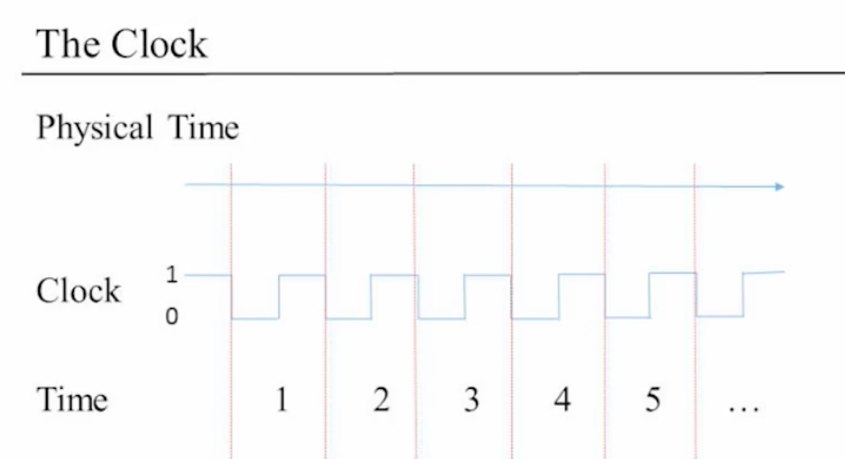 The Clock
Physical Time
1
Clock
0
Time 1 2 3 4 5 ...